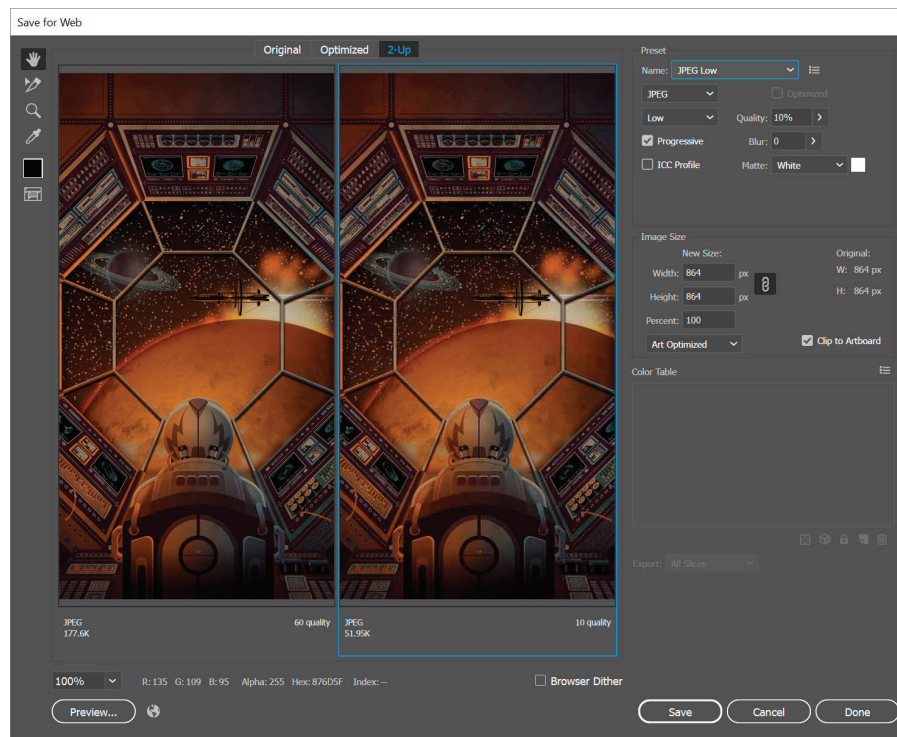 Save for Web
Original Optimized 2-Up
Preset
Name: JPEG Low
JPEG Optimized
Low Quality: 10%
Progressive Blur: 0
ICC Profile Matte: White
Image Size
New Size: Original:
Width: 864 px W: 864 px
Height: 864 px H: 864 px
Percent: 100
Art Optimized Clip to Artboard
Color Table
Export: All Slices
JPEG 60 quality
177.6K
JPEG 10 quality
51.95K
100% R: 135 G: 109 B: 95 Alpha: 255 Hex: 876D5F Index: -- Browser Dither
Preview... Save Cancel Done